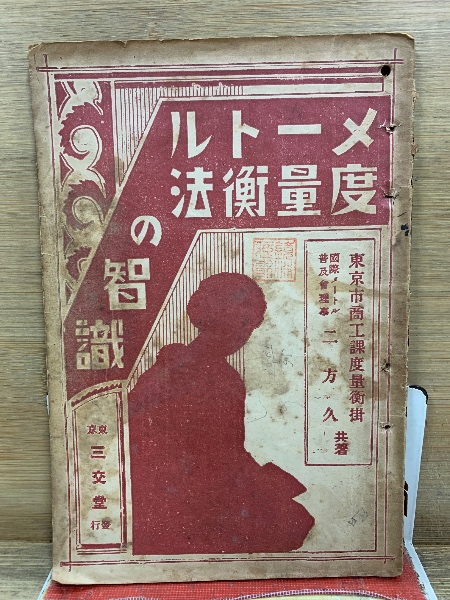 メートル
度量衡法
の智識
東京市商工課度量衡掛
國際メートル
普及會理事
二方久
共著
東京
三交堂
發行